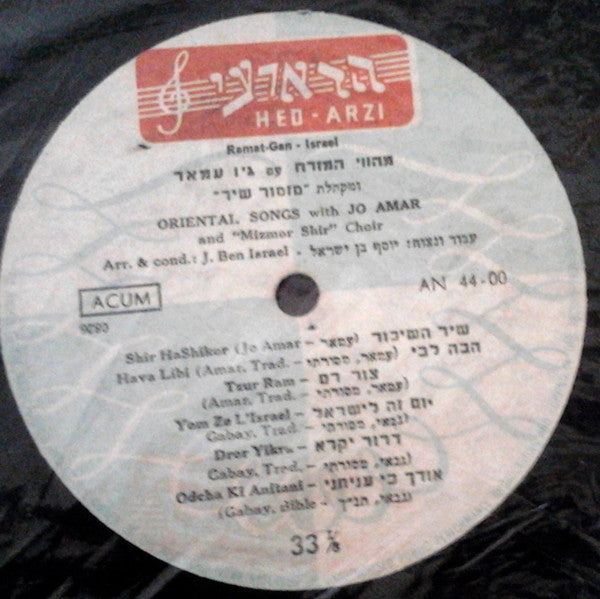 הד־ארצי
HED-ARZI
Ramat-Gan - Israel
מהווי המזרח עם ג'ו עמאר
ומקהלת "מזמור שיר"
ORIENTAL SONGS with JO AMAR
and "Mizmor Shir" Choir
Arr. & cond.: J. Ben Israel - עבוד ונצוח: יוסף בן ישראל
ACUM
AN 44-00
Shir HaShikor (Jo Amar - שיר השיכור (עמאר
Hava Libi (Amar, Trad. - הבה לבי (עמאר, מסורתי
Tzur Ram - צור רם
(Amar, Trad. - (עמאר, מסורתי
Yom Ze L'Israel - יום זה לישראל
Gabay, Trad. - (גבאי, מסורתי
Dror Yikra - דרור יקרא
Gabay, Trad. - (גבאי, מסורתי
Odcha Ki Anitani - אודך כי עניתני
(Gabay, Bible - גבאי, תנ״ך)
33 ⅓